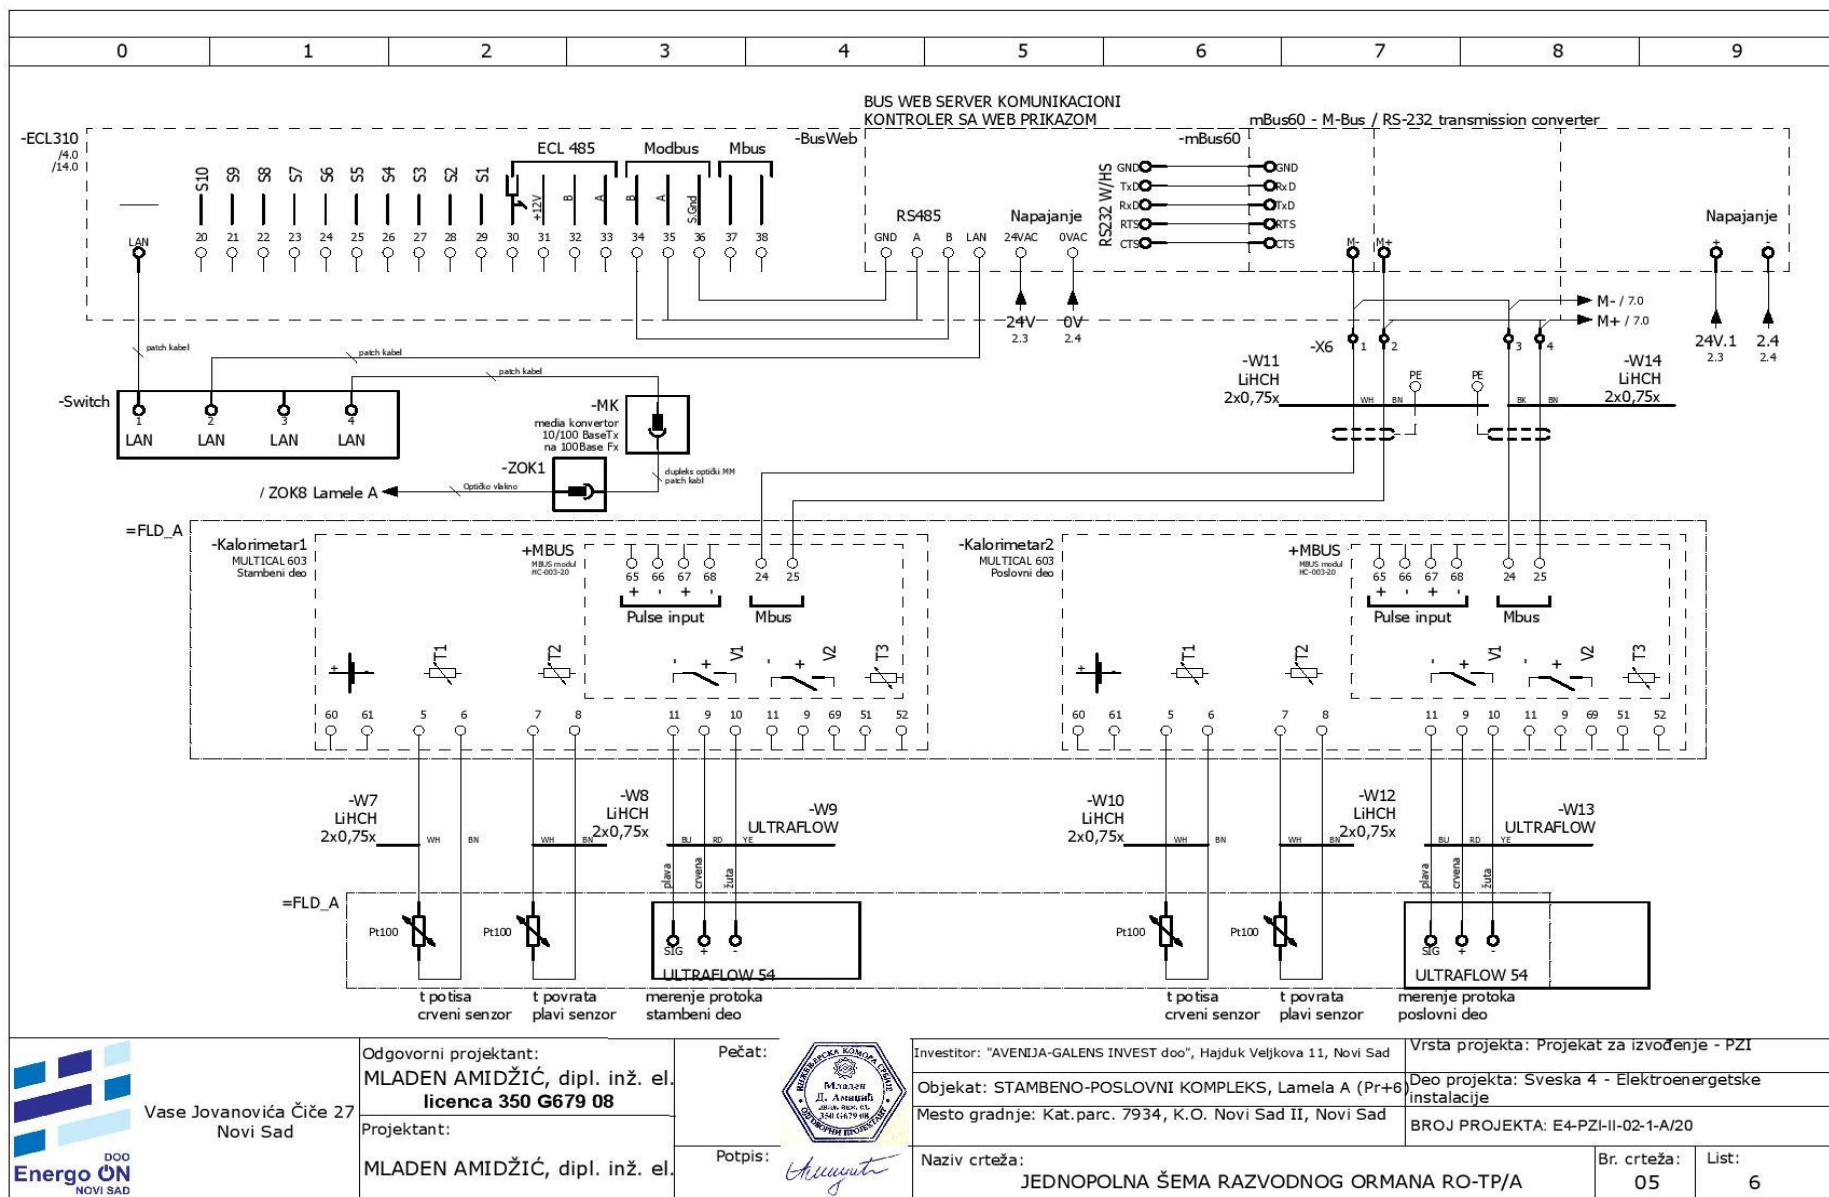 0 1 2 3 4 5 6 7 8 9
BUS WEB SERVER KOMUNIKACIONI
KONTROLER SA WEB PRIKAZOM
mBus60 - M-Bus / RS-232 transmission converter
-ECL310
/4.0
/14.0
-BusWeb
-mBus60
ECL 485 Modbus Mbus
S10 S9 S8 S7 S6 S5 S4 S3 S2 S1
+12V B A B A S.Gnd
LAN 20 21 22 23 24 25 26 27 28 29 30 31 32 33 34 35 36 37 38
RS485
GND A B LAN
Napajanje
24VAC 0VAC
RS232 W/HS
GND GND
TxD RxD
RxD TxD
RTS RTS
CTS CTS
M- M+
Napajanje
+ -
24V
2.3
0V
2.4
M- / 7.0
M+ / 7.0
24V.1
2.3
2.4
2.4
patch kabel
patch kabel
patch kabel
-X6 1 2 3 4
-W11
LiHCH
2x0,75x
WH BN
PE PE
-W14
LiHCH
2x0,75x
BK BN
-Switch
1 2 3 4
LAN LAN LAN LAN
-MK
media konvertor
10/100 BaseTx
na 100Base Fx
-ZOK1
dupleks optički MM
patch kabl
Optičko vlakno
/ ZOK8 Lamele A
=FLD_A
-Kalorimetar1
MULTICAL 603
Stambeni deo
+MBUS
MBUS modul
HC-003-20
65 66 67 68 24 25
+ - + -
Pulse input Mbus
T1 T2 V1 V2 T3
+ - - + - +
60 61 5 6 7 8 11 9 10 11 9 69 51 52
-Kalorimetar2
MULTICAL 603
Poslovni deo
+MBUS
MBUS modul
HC-003-20
65 66 67 68 24 25
+ - + -
Pulse input Mbus
T1 T2 V1 V2 T3
+ - - + - +
60 61 5 6 7 8 11 9 10 11 9 69 51 52
-W7
LiHCH
2x0,75x
WH BN
-W8
LiHCH
2x0,75x
WH BN
-W9
ULTRAFLOW
BU RD YE
plava crvena žuta
-W10
LiHCH
2x0,75x
WH BN
-W12
LiHCH
2x0,75x
WH BN
-W13
ULTRAFLOW
BU RD YE
plava crvena žuta
=FLD_A
Pt100 Pt100
SIG + -
ULTRAFLOW 54
Pt100 Pt100
SIG + -
ULTRAFLOW 54
t potisa
crveni senzor
t povrata
plavi senzor
merenje protoka
stambeni deo
t potisa
crveni senzor
t povrata
plavi senzor
merenje protoka
poslovni deo
DOO
Energo ON
NOVI SAD
Vase Jovanovića Čiče 27
Novi Sad
Odgovorni projektant:
MLADEN AMIDŽIĆ, dipl. inž. el.
licenca 350 G679 08
Projektant:
MLADEN AMIDŽIĆ, dipl. inž. el.
Pečat:
ИНЖЕЊЕРСКА КОМОРА СРБИЈЕ
Младен
350 G679 08
ОДГОВОРНИ ПРОЈЕКТАНТ
Potpis:
Investitor: "AVENIJA-GALENS INVEST doo", Hajduk Veljkova 11, Novi Sad
Objekat: STAMBENO-POSLOVNI KOMPLEKS, Lamela A (Pr+6)
Mesto gradnje: Kat.parc. 7934, K.O. Novi Sad II, Novi Sad
Vrsta projekta: Projekat za izvođenje - PZI
Deo projekta: Sveska 4 - Elektroenergetske
instalacije
BROJ PROJEKTA: E4-PZI-II-02-1-A/20
Naziv crteža:
JEDNOPOLNA ŠEMA RAZVODNOG ORMANA RO-TP/A
Br. crteža:
05
List:
6